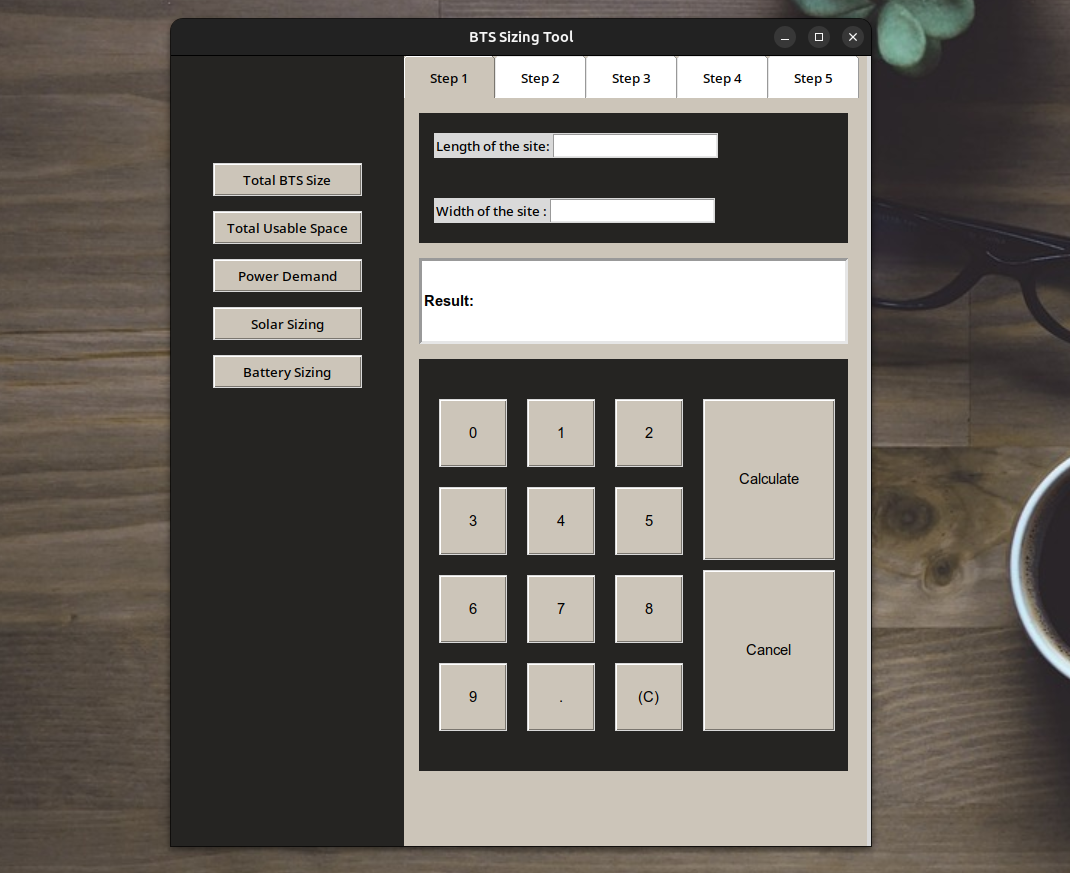 BTS Sizing Tool
Step 1 Step 2 Step 3 Step 4 Step 5
Total BTS Size
Total Usable Space
Power Demand
Solar Sizing
Battery Sizing
Length of the site:
Width of the site :
Result:
0 1 2
3 4 5
6 7 8
9 . (C)
Calculate
Cancel